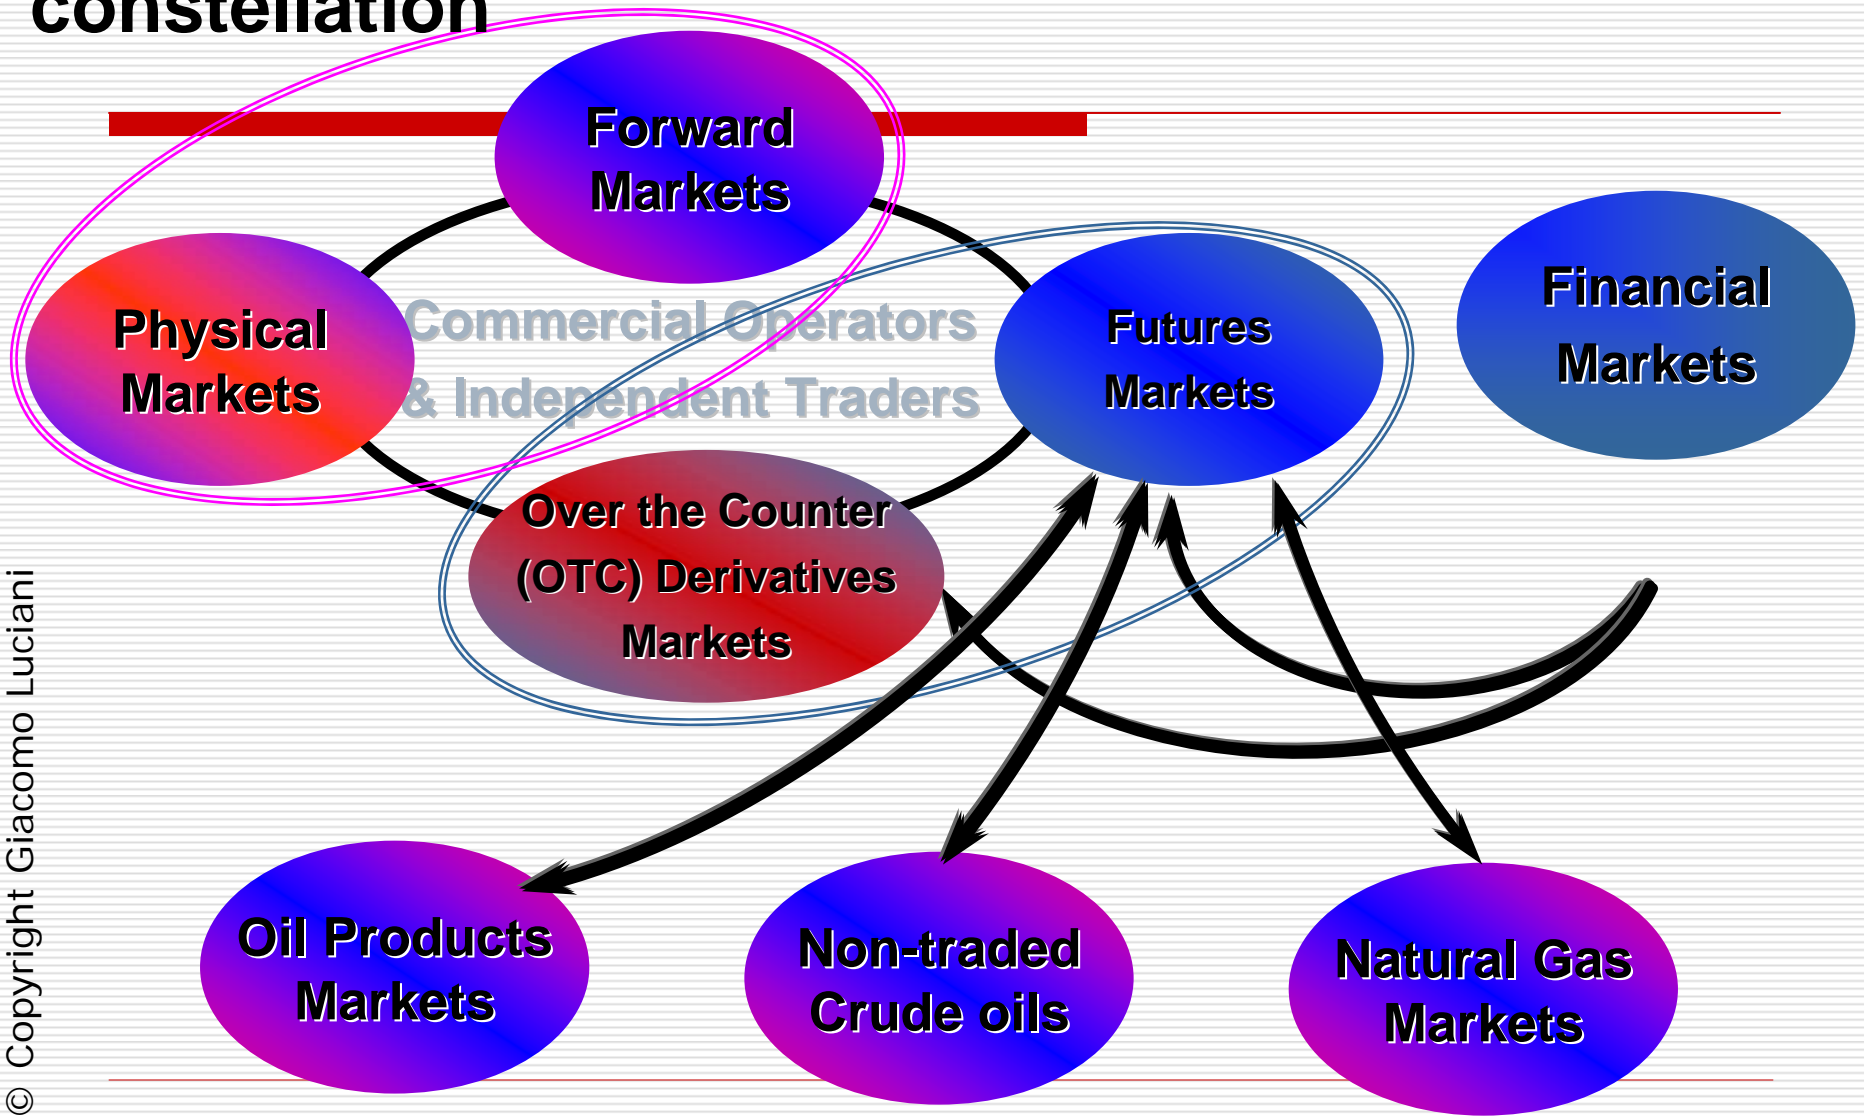 constellation
Forward
Markets
Physical
Markets
Commercial Operators
& Independent Traders
Futures
Markets
Financial
Markets
Over the Counter
(OTC) Derivatives
Markets
Oil Products
Markets
Non-traded
Crude oils
Natural Gas
Markets
© Copyright Giacomo Luciani